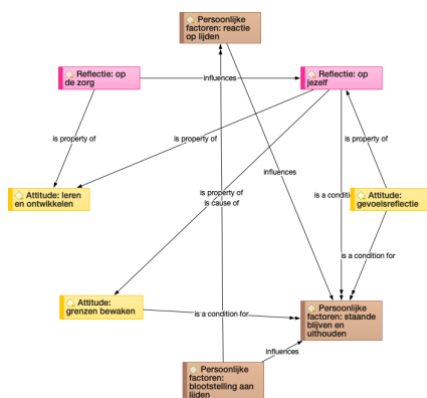 Persoonlijke
factoren: reactie
op lijden
Reflectie: op
de zorg
influences
Reflectie: op
jezelf
is property of
is property of
is property of
influences
is property of
is cause of
is a condition
Attitude: leren
en ontwikkelen
Attitude:
gevoelsreflectie
is a condition for
Attitude:
grenzen bewaken
is a condition for
Persoonlijke
factoren: staande
blijven en
uithouden
influences
Persoonlijke
factoren:
blootstelling aan
lijden